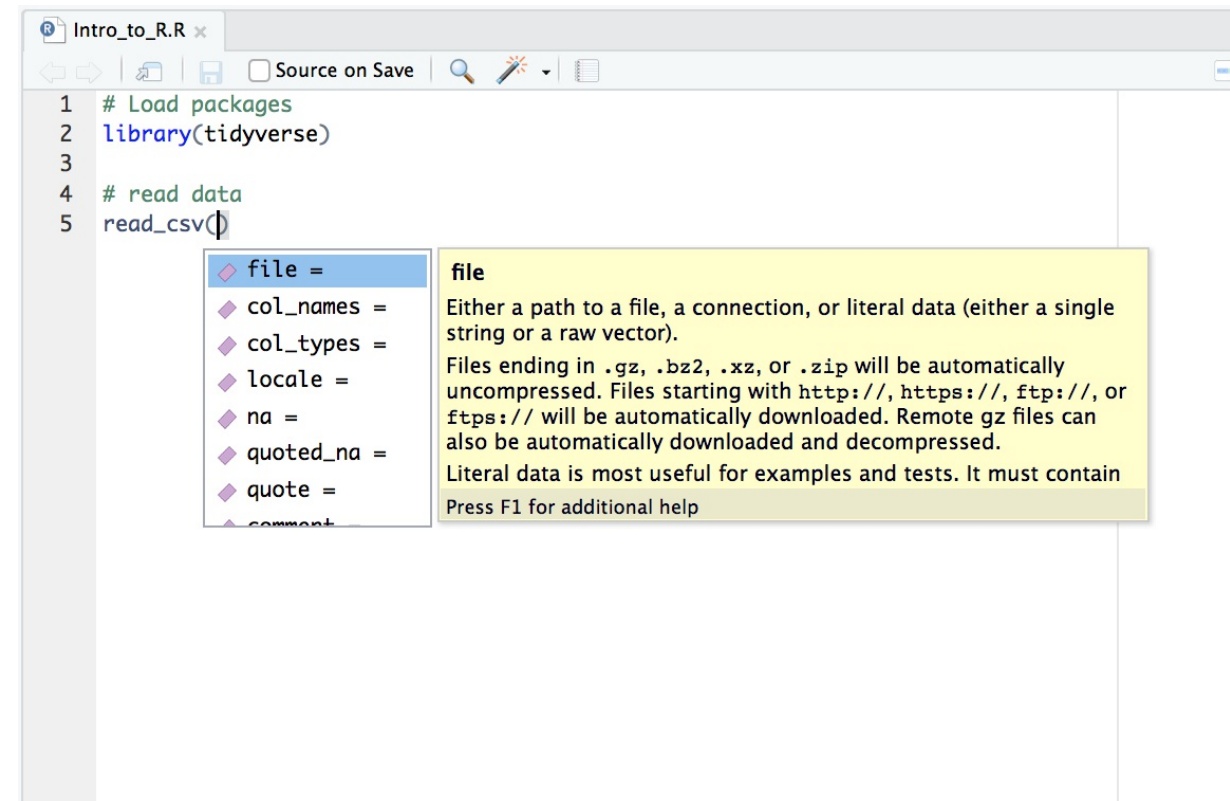 Intro_to_R.R
Source on Save
1 # Load packages
2 library(tidyverse)
3
4 # read data
5 read_csv()
file =
col_names =
col_types =
locale =
na =
quoted_na =
quote =
comment =
file
Either a path to a file, a connection, or literal data (either a single
string or a raw vector).
Files ending in .gz, .bz2, .xz, or .zip will be automatically
uncompressed. Files starting with http://, https://, ftp://, or
ftps:// will be automatically downloaded. Remote gz files can
also be automatically downloaded and decompressed.
Literal data is most useful for examples and tests. It must contain
Press F1 for additional help